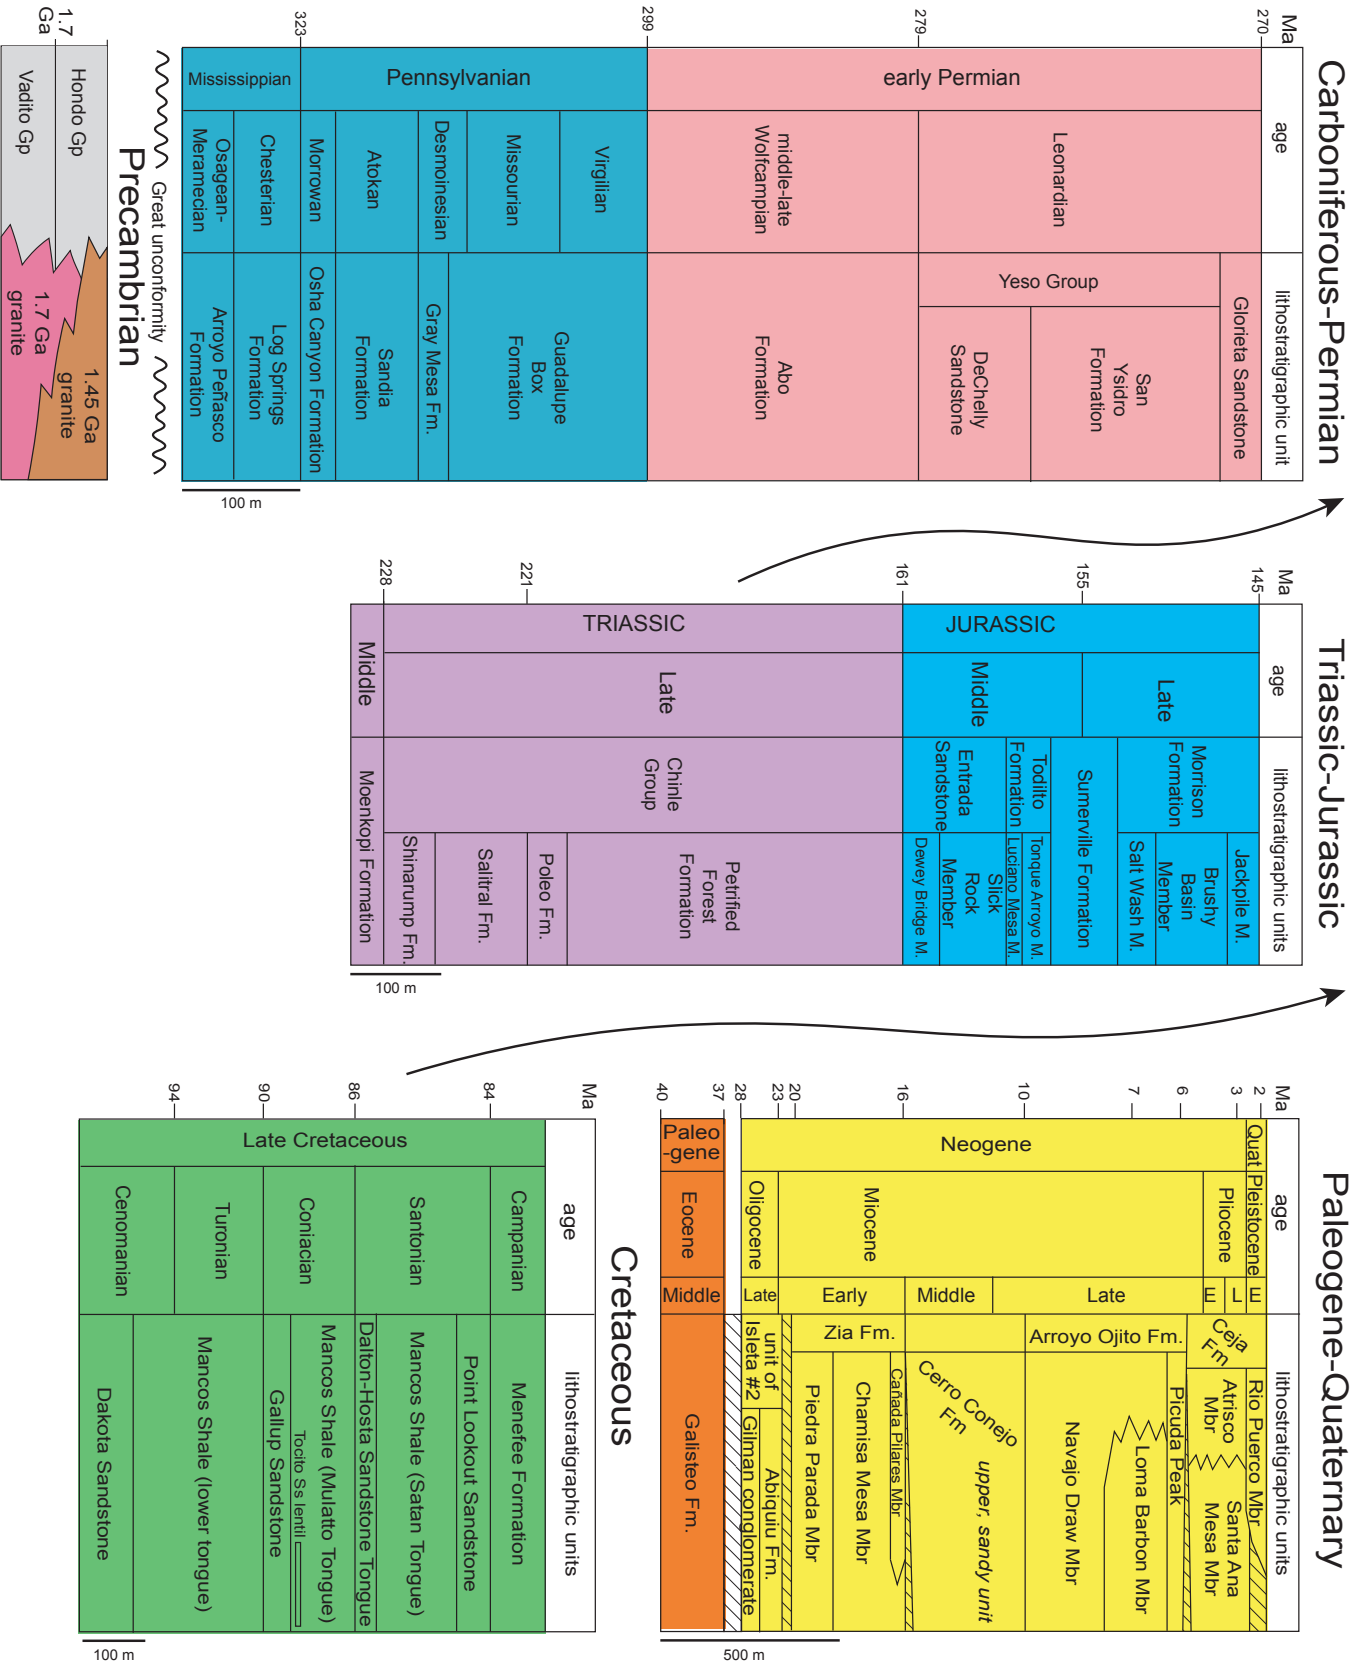 Carboniferous-Permian
Ma
270
279
299
323
age
lithostratigraphic unit
early Permian
Pennsylvanian
Mississippian
Leonardian
middle-late
Wolfcampian
Virgilian
Missourian
Desmoinesian
Atokan
Morrowan
Chesterian
Osagean-
Meramecian
Glorieta Sandstone
Yeso Group
San
Ysidro
Formation
DeChelly
Sandstone
Abo
Formation
Guadalupe
Box
Formation
Gray Mesa Fm.
Sandia
Formation
Osha Canyon Formation
Log Springs
Formation
Arroyo Peñasco
Formation
100 m
Great unconformity
Precambrian
1.7
Ga
Hondo Gp
Vadito Gp
1.45 Ga
granite
1.7 Ga
granite
Triassic-Jurassic
Ma
145
155
161
221
228
age
lithostratigraphic units
JURASSIC
TRIASSIC
Late
Middle
Late
Middle
Morrison
Formation
Jackpile M.
Brushy
Basin
Member
Salt Wash M.
Sumerville Formation
Todilto
Formation
Tonque Arroyo M.
Luciano Mesa M.
Entrada
Sandstone
Slick
Rock
Member
Dewey Bridge M.
Chinle
Group
Petrified
Forest
Formation
Poleo Fm.
Salitral Fm.
Shinarump Fm.
Moenkopi Formation
100 m
Paleogene-Quaternary
Ma
2
3
6
7
10
16
20
23
28
37
40
age
lithostratigraphic units
Quat
Neogene
Paleo
-gene
Pleistocene
Pliocene
Miocene
Oligocene
Eocene
E
L
E
Late
Middle
Early
Late
Middle
Ceja
Fm
Rio Puerco Mbr
Atrisco
Mbr
Santa Ana
Mesa Mbr
Arroyo Ojito Fm.
Picuda Peak
Loma Barbon Mbr
Navajo Draw Mbr
Cerro Conejo
Fm
upper, sandy unit
Zia Fm.
Cañada Pilares Mbr
Chamisa Mesa Mbr
Piedra Parada Mbr
unit of
Isleta #2
Abiquiu Fm.
Gilman conglomerate
Galisteo Fm.
500 m
Cretaceous
Ma
84
86
90
94
age
lithostratigraphic units
Late Cretaceous
Campanian
Santonian
Coniacian
Turonian
Cenomanian
Menefee Formation
Point Lookout Sandstone
Mancos Shale (Satan Tongue)
Dalton-Hosta Sandstone Tongue
Mancos Shale (Mulatto Tongue)
Tocito Ss lentil
Gallup Sandstone
Mancos Shale (lower tongue)
Dakota Sandstone
100 m